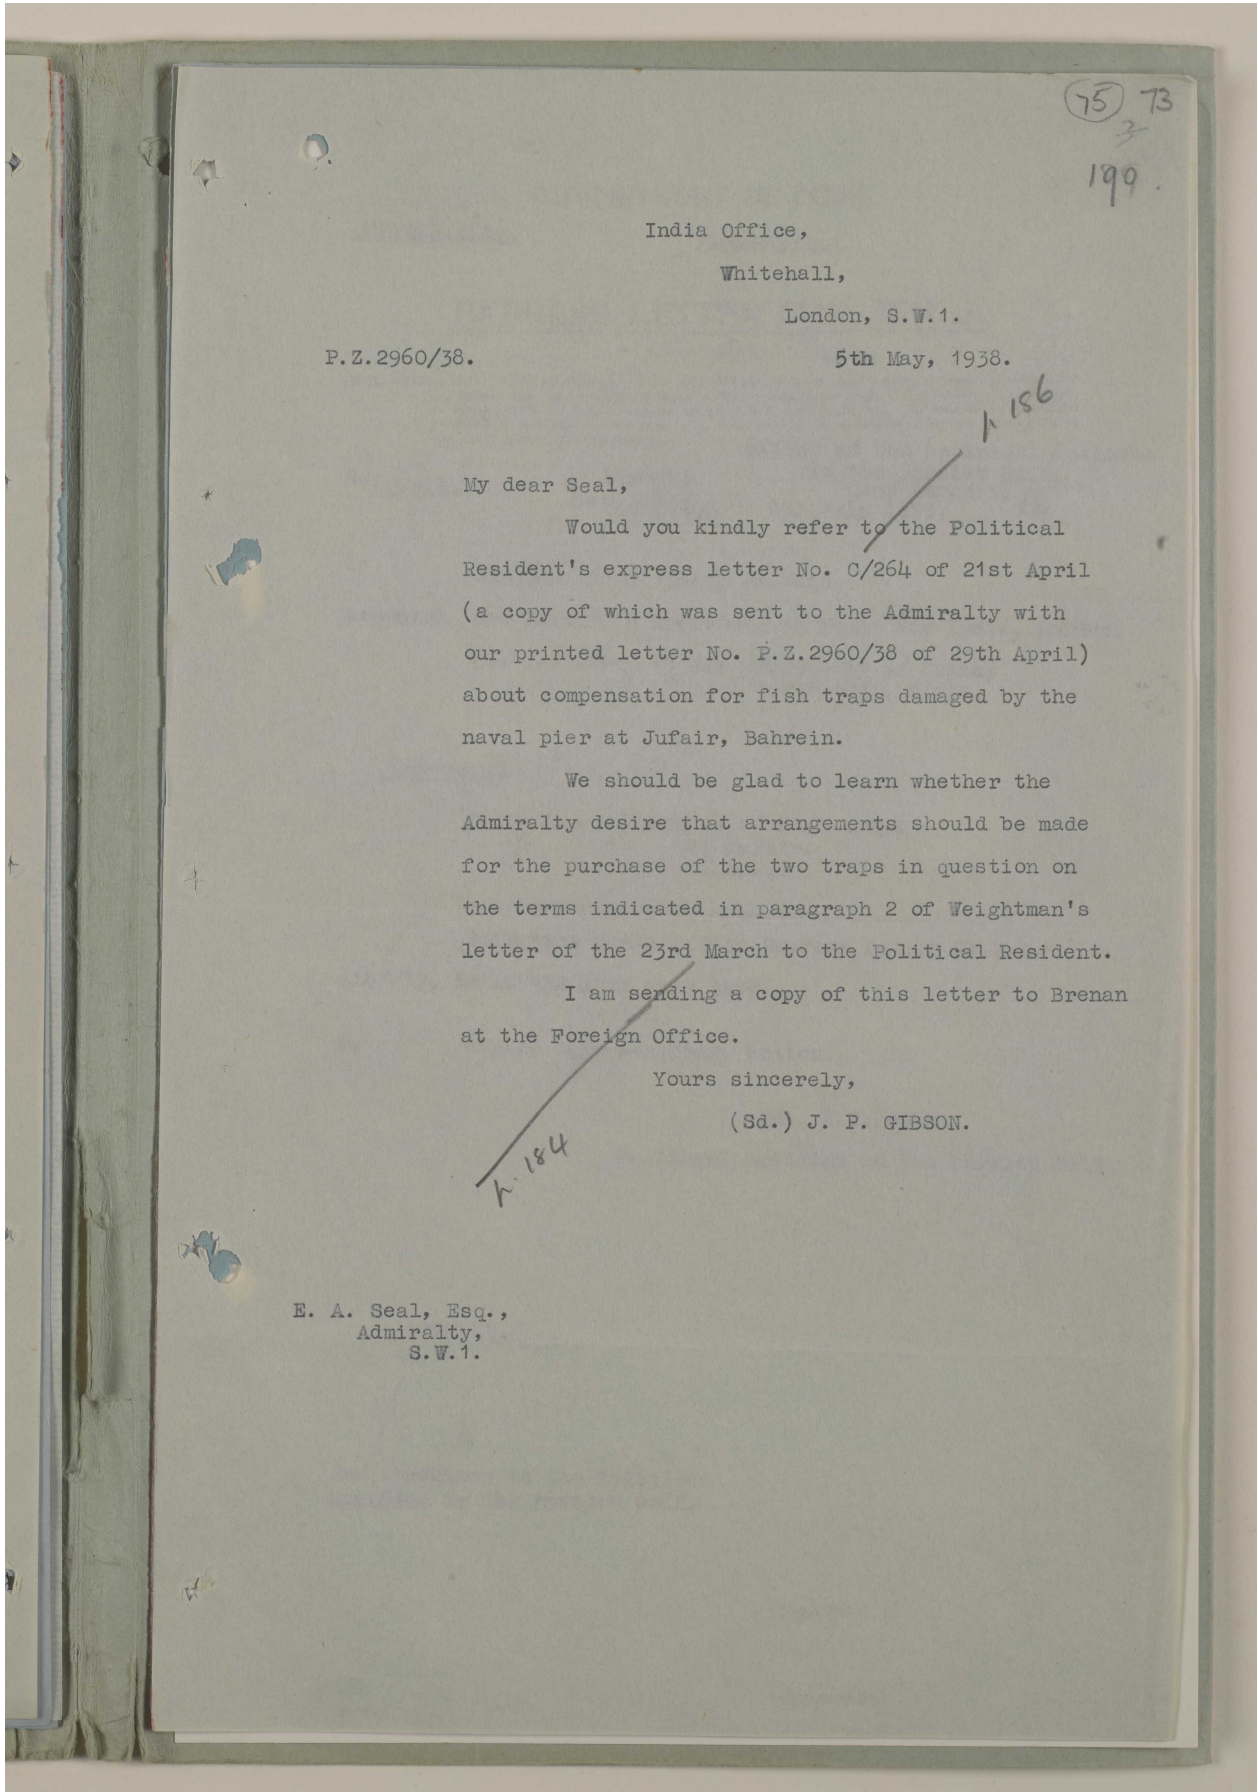 75 73
2
199.
India Office,
Whitehall,
London, S.W.1.
P.Z.2960/38. 5th May, 1938.
p. 186
My dear Seal,
Would you kindly refer to the Political
Resident's express letter No. C/264 of 21st April
(a copy of which was sent to the Admiralty with
our printed letter No. P.Z.2960/38 of 29th April)
about compensation for fish traps damaged by the
naval pier at Jufair, Bahrein.
We should be glad to learn whether the
Admiralty desire that arrangements should be made
for the purchase of the two traps in question on
the terms indicated in paragraph 2 of Weightman's
letter of the 23rd March to the Political Resident.
I am sending a copy of this letter to Brenan
at the Foreign Office.
Yours sincerely,
(Sd.) J. P. GIBSON.
p. 184
E. A. Seal, Esq.,
Admiralty,
S.W.1.